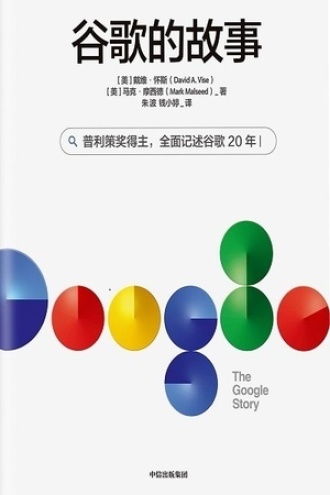 谷歌的故事
[美] 戴维·怀斯（David A. Vise）
[美] 马克·摩西德（Mark Malseed）著
朱波 钱小婷·译
普利策奖得主，全面记述谷歌 20 年|
The
Google
Story
中信出版集团